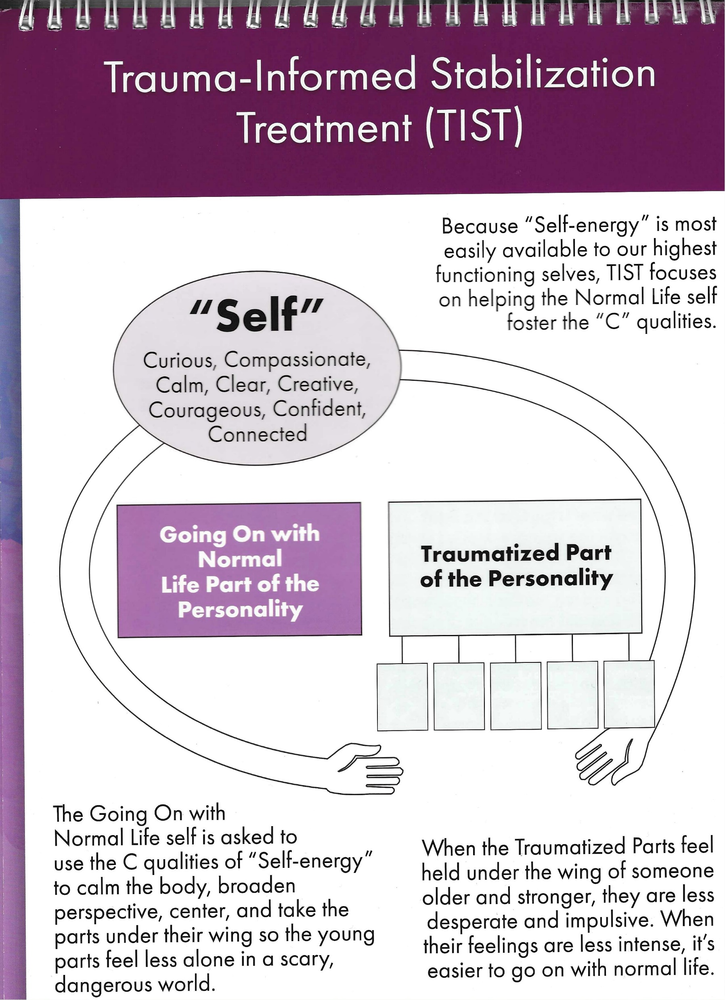 Trauma-Informed Stabilization
Treatment (TIST)
Because “Self-energy” is most
easily available to our highest
functioning selves, TIST focuses
on helping the Normal Life self
foster the “C” qualities.
“Self”
Curious, Compassionate,
Calm, Clear, Creative,
Courageous, Confident,
Connected
Going On with
Normal
Life Part of the
Personality
Traumatized Part
of the Personality
The Going On with
Normal Life self is asked to
use the C qualities of “Self-energy”
to calm the body, broaden
perspective, center, and take the
parts under their wing so the young
parts feel less alone in a scary,
dangerous world.
When the Traumatized Parts feel
held under the wing of someone
older and stronger, they are less
desperate and impulsive. When
their feelings are less intense, it’s
easier to go on with normal life.